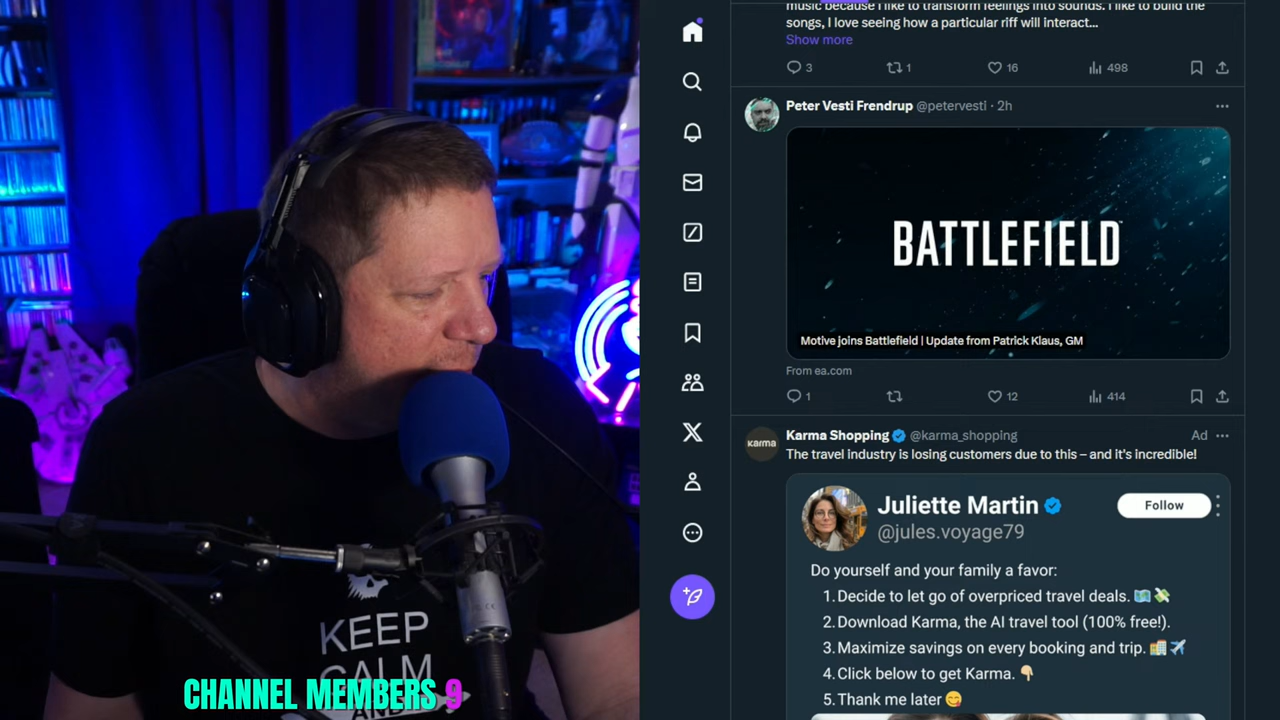 music because I like to transform feelings into sounds. I like to build the
songs, I love seeing how a particular riff will interact...
Show more
3
1
16
498
Peter Vesti Frendrup @petervesti · 2h
BATTLEFIELD
Motive joins Battlefield | Update from Patrick Klaus, GM
From ea.com
1
12
414
Karma Shopping @karma_shopping
Ad
The travel industry is losing customers due to this – and it's incredible!
karma
Juliette Martin
Follow
@jules.voyage79
Do yourself and your family a favor:
1. Decide to let go of overpriced travel deals. 🗺️💸
2. Download Karma, the AI travel tool (100% free!).
3. Maximize savings on every booking and trip. 🏨✈️
4. Click below to get Karma. 👇🏻
5. Thank me later 😋
KEEP
CALM
AND
CHANNEL MEMBERS 9